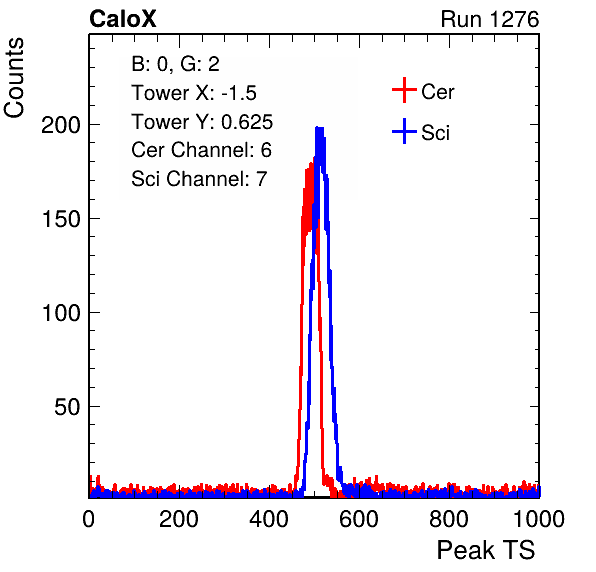 CaloX Run 1276
Counts
B: 0, G: 2
Tower X: -1.5
Tower Y: 0.625
Cer Channel: 6
Sci Channel: 7
Cer
Sci
200
150
100
50
0 200 400 600 800 1000
Peak TS